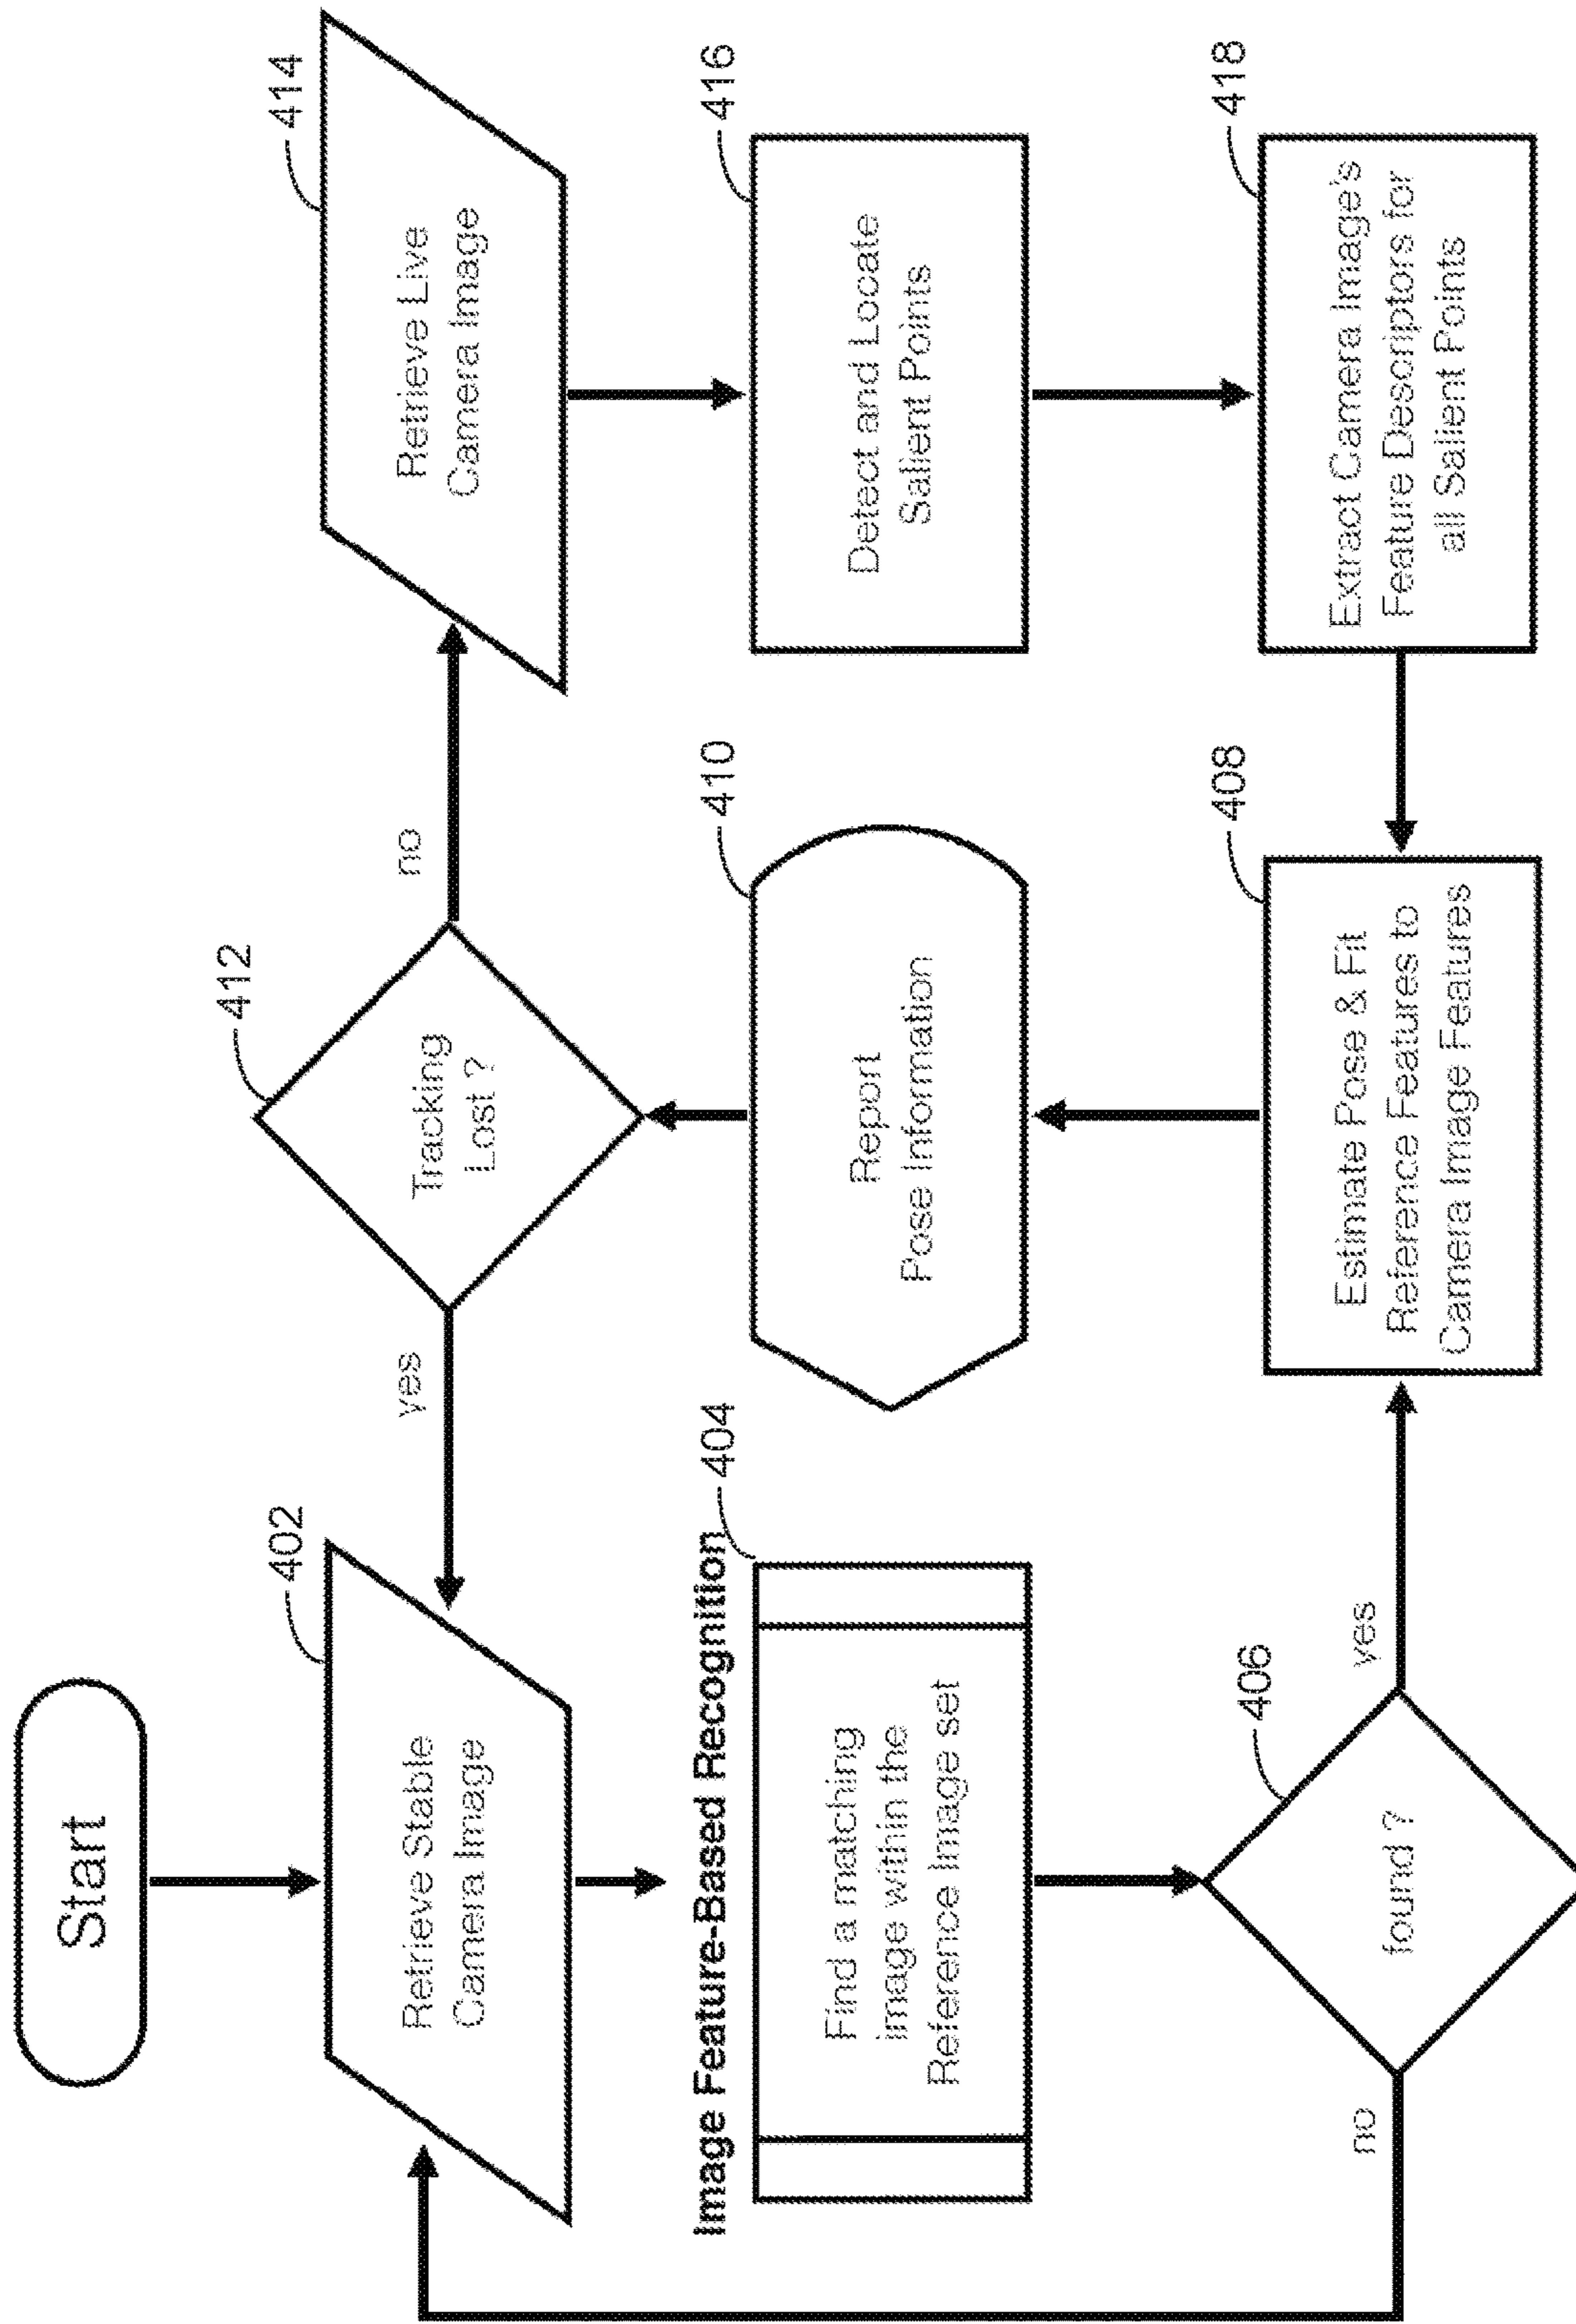 Start
402
Retrieve Stable
Camera Image
Image Feature-Based Recognition
404
Find a matching
image within the
Reference Image set
406
found ?
no
yes
408
Estimate Pose & Fit
Reference Features to
Camera Image Features
410
Report
Pose Information
412
Tracking
Lost ?
yes
no
414
Retrieve Live
Camera Image
416
Detect and Locate
Salient Points
418
Extract Camera Image's
Feature Descriptors for
all Salient Points